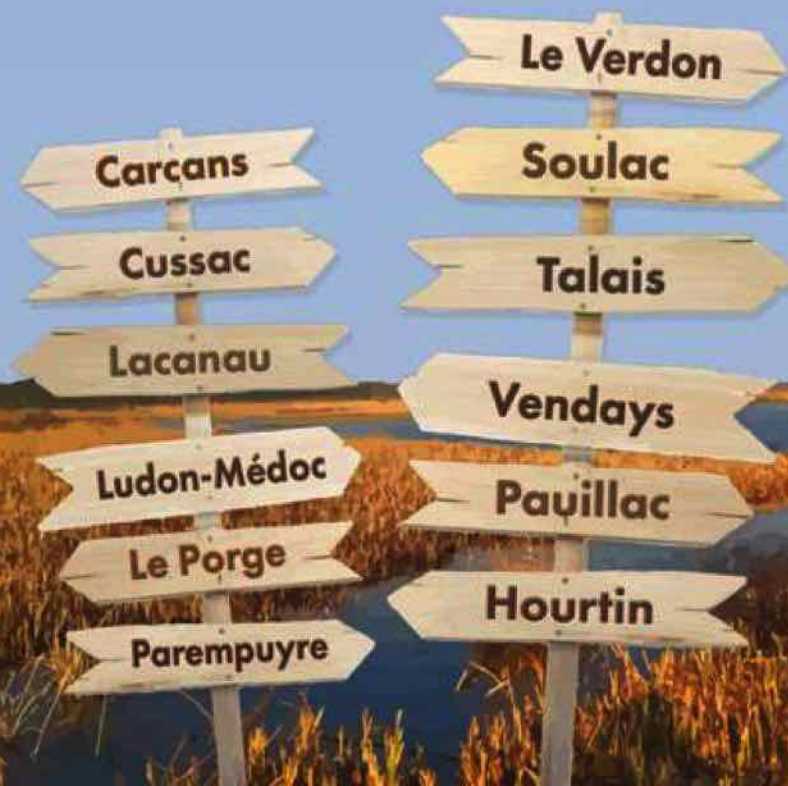 Carcans
Cussac
Lacanau
Ludon-Médoc
Le Porge
Parempuyre
Le Verdon
Soulac
Talais
Vendays
Pauillac
Hourtin